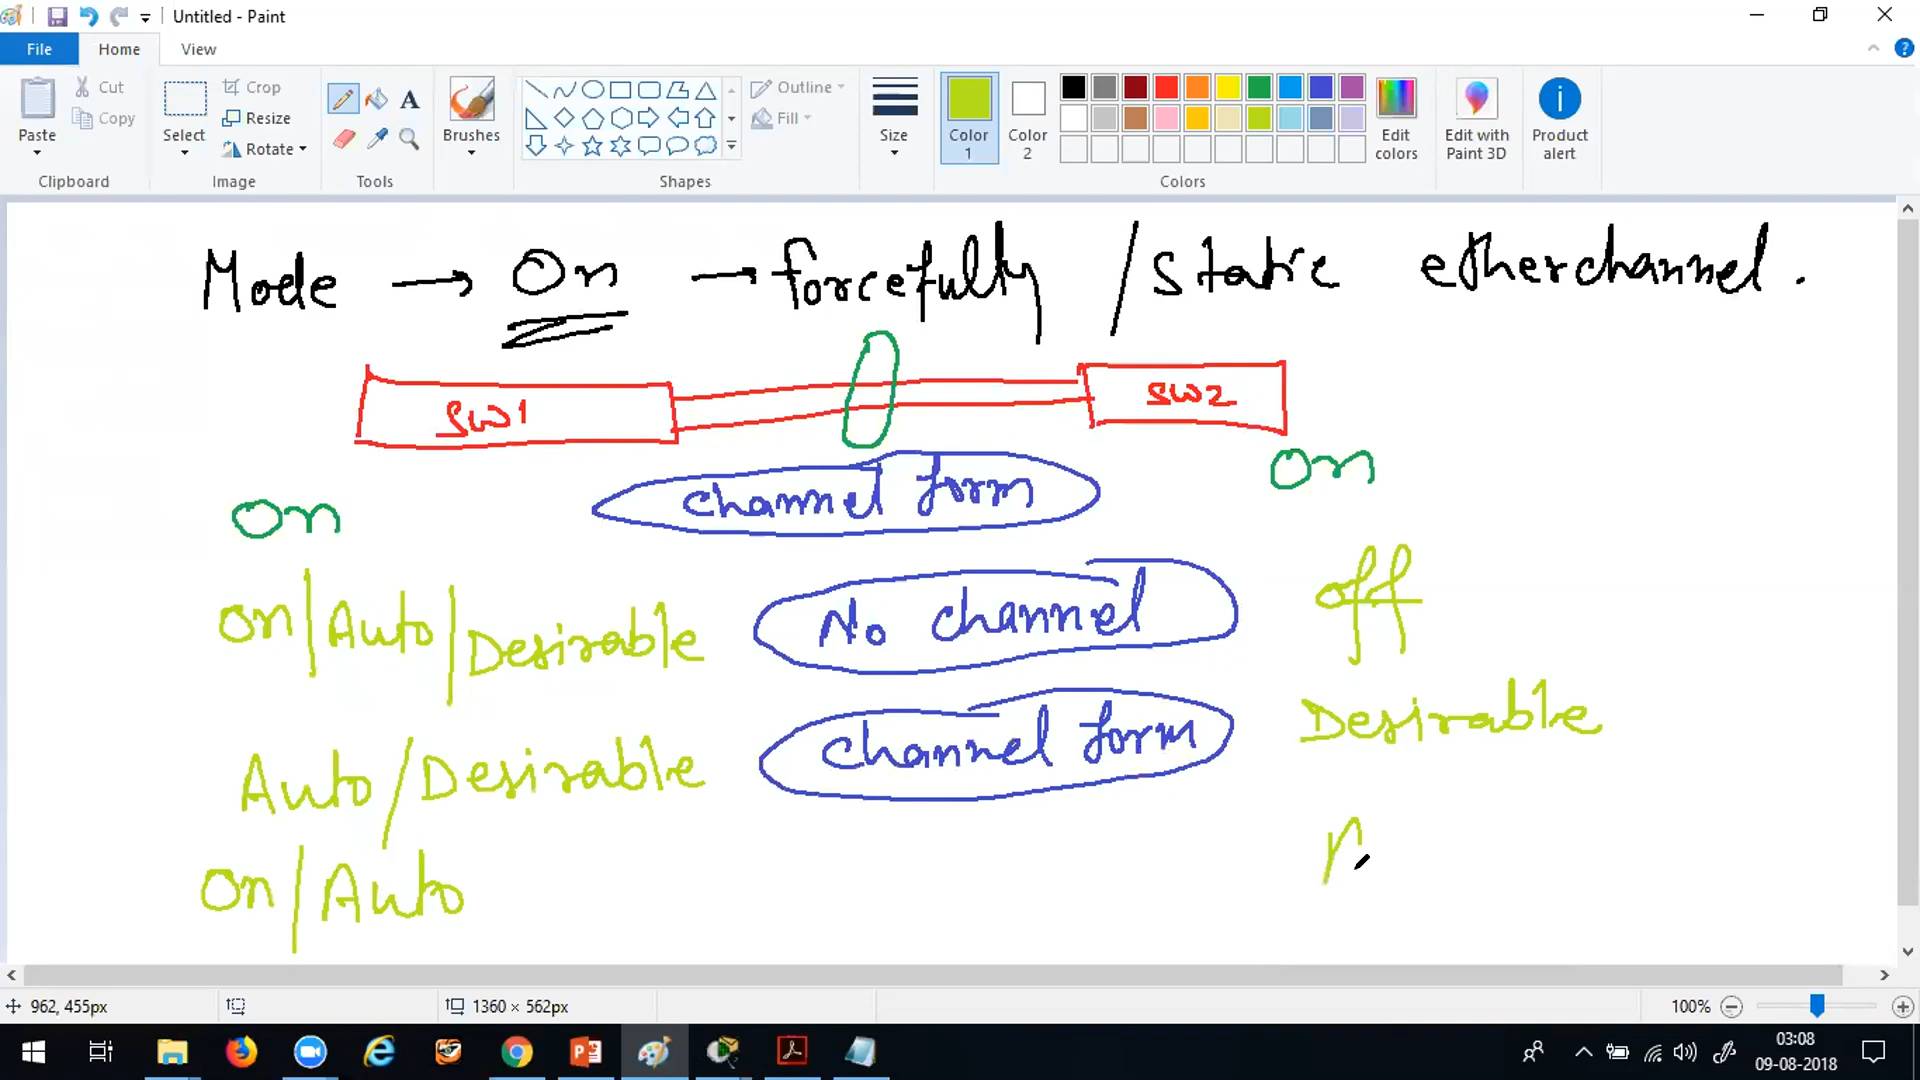 Untitled - Paint
File Home View
Paste Cut Copy Clipboard
Select Crop Resize Rotate Image
Tools
Brushes
Shapes Outline Fill
Size
Color 1 Color 2 Edit colors Colors
Edit with Paint 3D
Product alert
Mode → On → forcefully / Static etherchannel.
SW1 SW2
On channel form On
On | Auto | Desirable No channel off
Auto / Desirable channel form Desirable
On | Auto
962, 455px 1360 × 562px 100%
03:08
09-08-2018